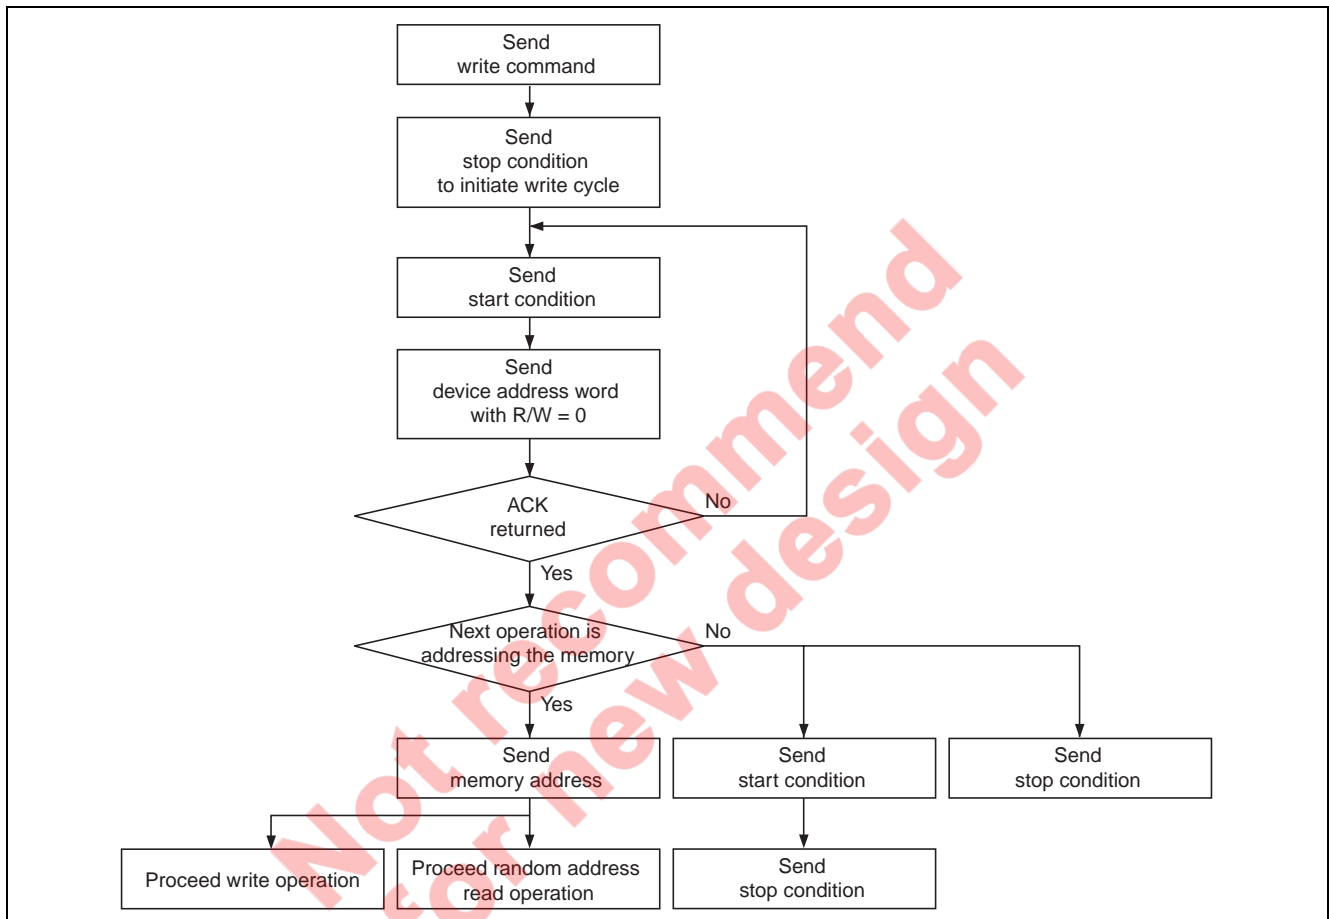 Send
write command
Send
stop condition
to initiate write cycle
Send
start condition
Send
device address word
with R/W = 0
ACK
returned
No
Yes
Next operation is
addressing the memory
No
Yes
Send
memory address
Send
start condition
Send
stop condition
Proceed write operation
Proceed random address
read operation
Send
stop condition
Not recommend
for new design